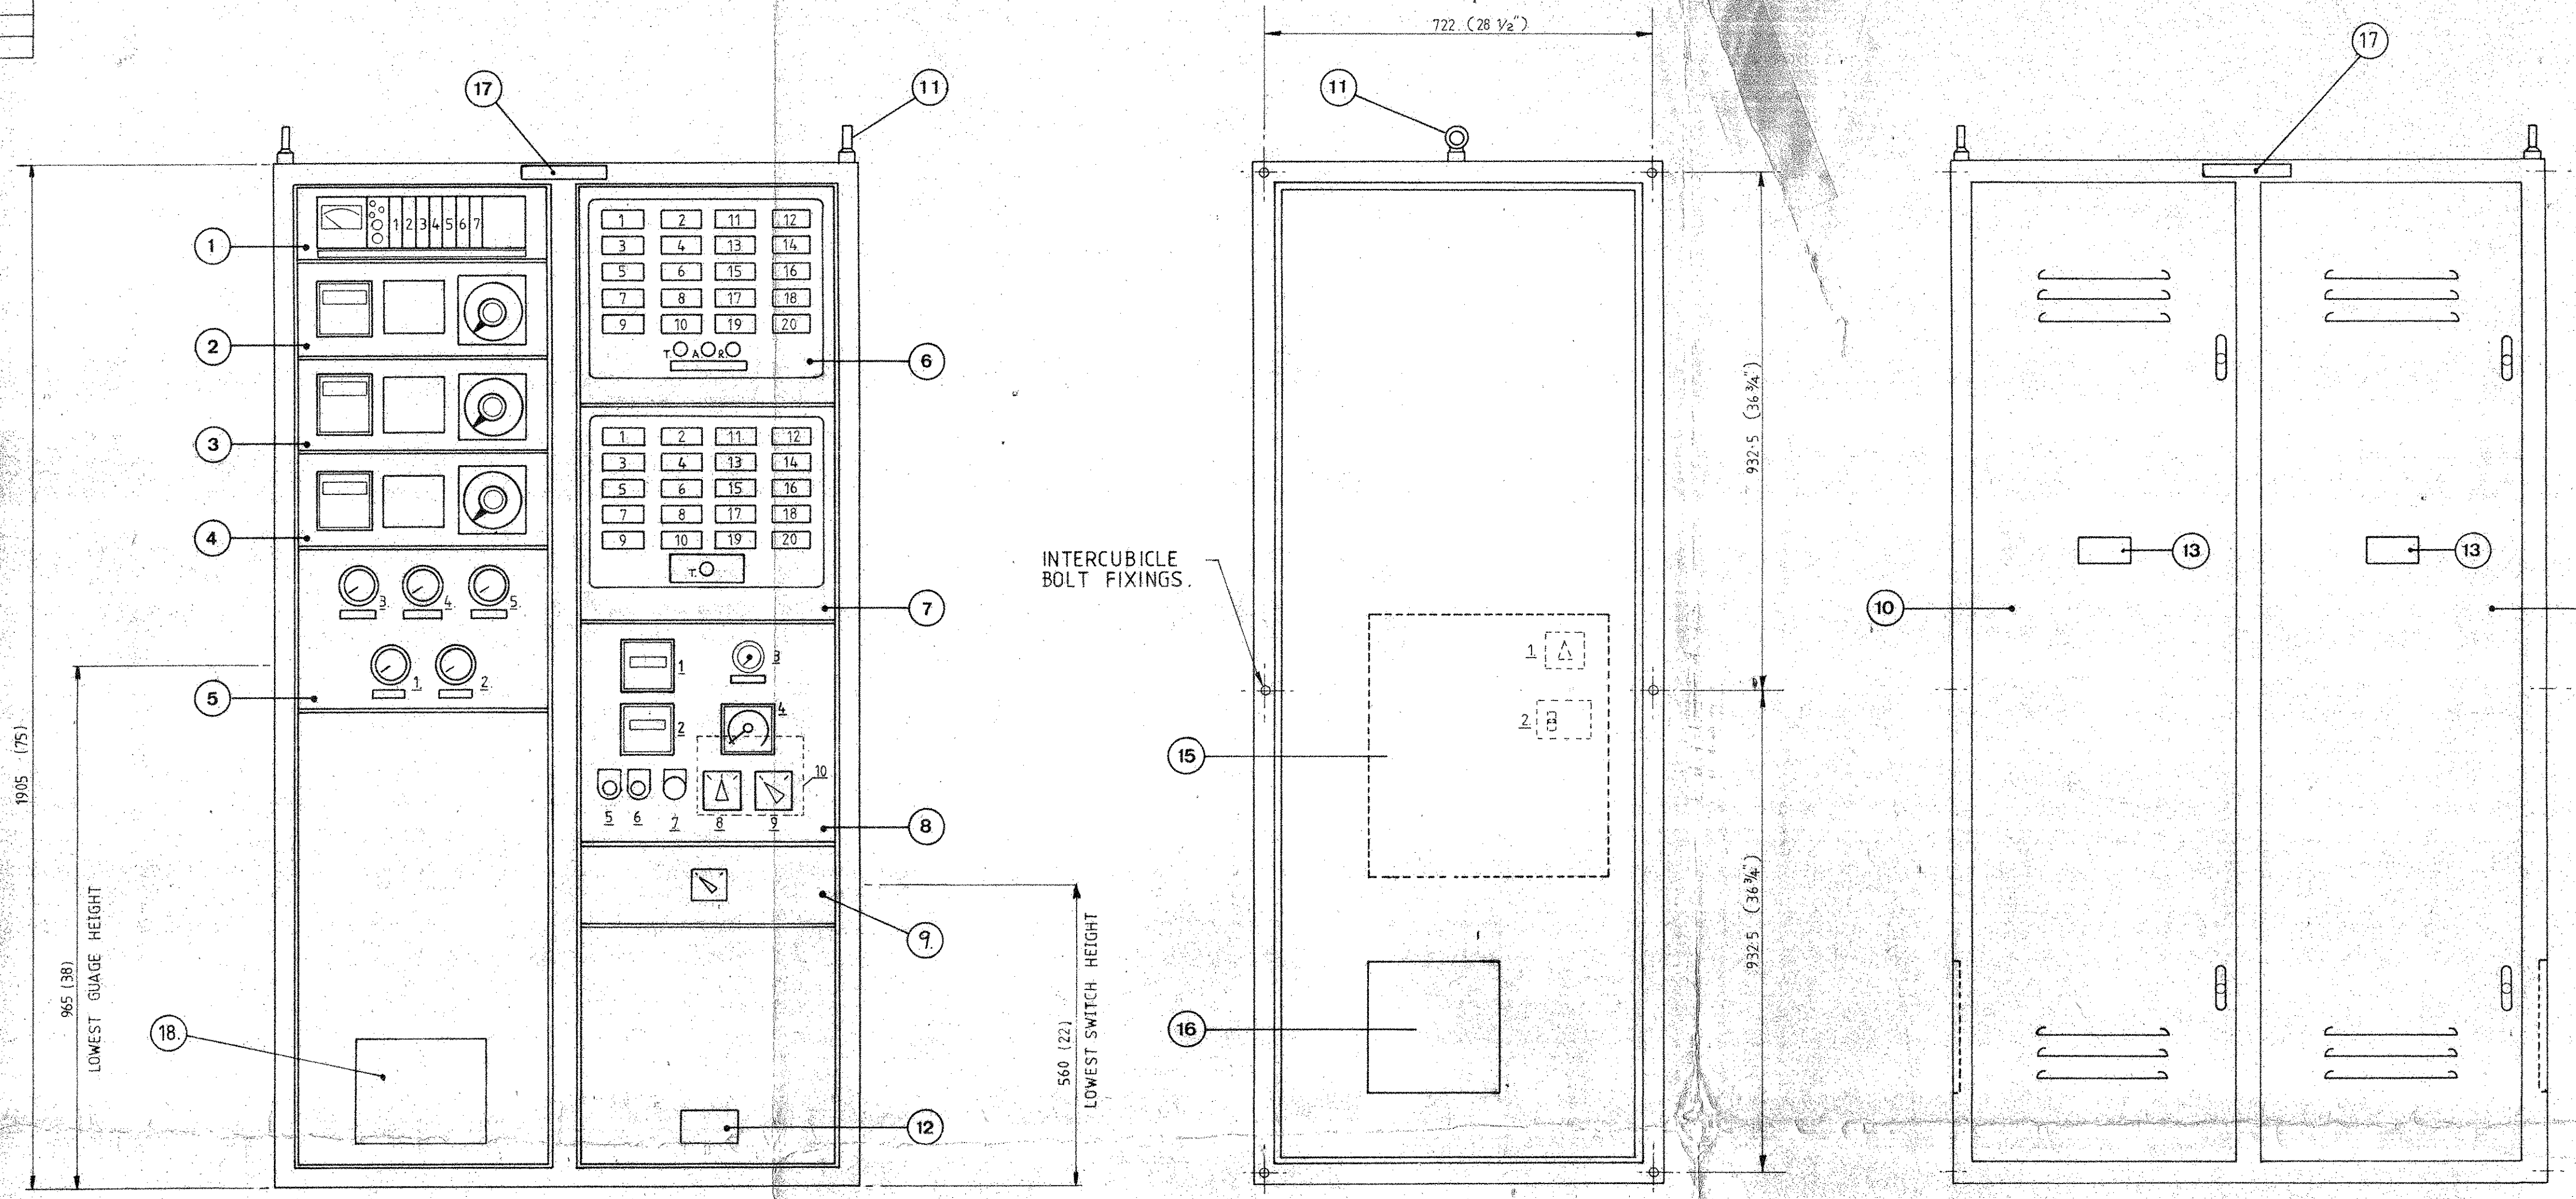 722. (28 1/2")
17
11
11
17
1
1 2 3 4 5 6 7
2
3
4
3. 4. 5.
1. 2.
5
1905 (75)
965 (38)
LOWEST GUAGE HEIGHT
18.
1 2 11 12
3 4 13 14
5 6 15 16
7 8 17 18
9 10 19 20
T. A. R.
6
1 2 11 12
3 4 13 14
5 6 15 16
7 8 17 18
9 10 19 20
T.
7
1 3
2 4
10
5 6 7 8 9
8
9.
12
560 (22)
LOWEST SWITCH HEIGHT
INTERCUBICLE
BOLT FIXINGS.
1.
2.
15
16
932·5 (36 3/4")
932·5 (36 3/4")
13
13
10